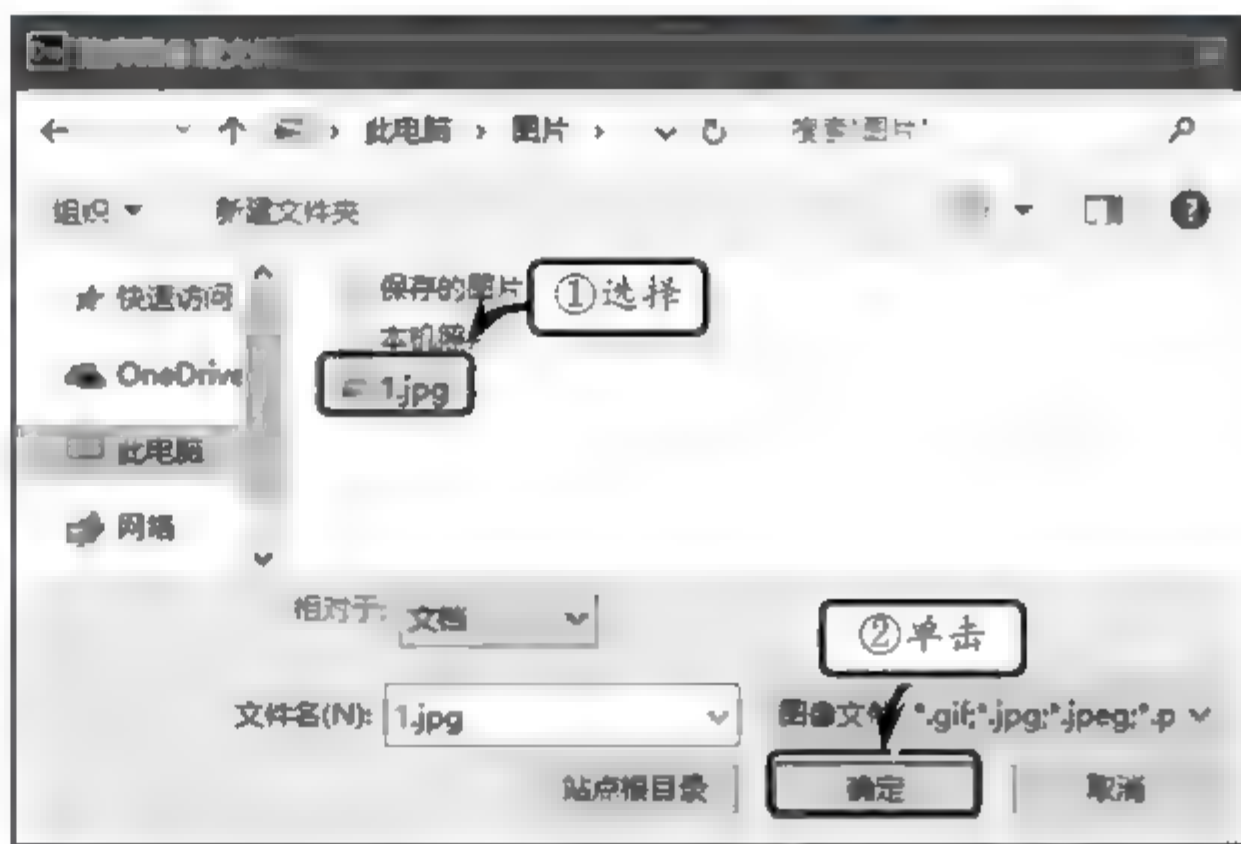 此电脑 › 图片 ›
搜索"图片"
组织
新建文件夹
快速访问
保存的图片
①选择
本机照
OneDrive
1.jpg
此电脑
网络
相对于: 文档
②单击
文件名(N): 1.jpg
图像文件 *.gif;*.jpg;*.jpeg;*.p
站点根目录
确定
取消